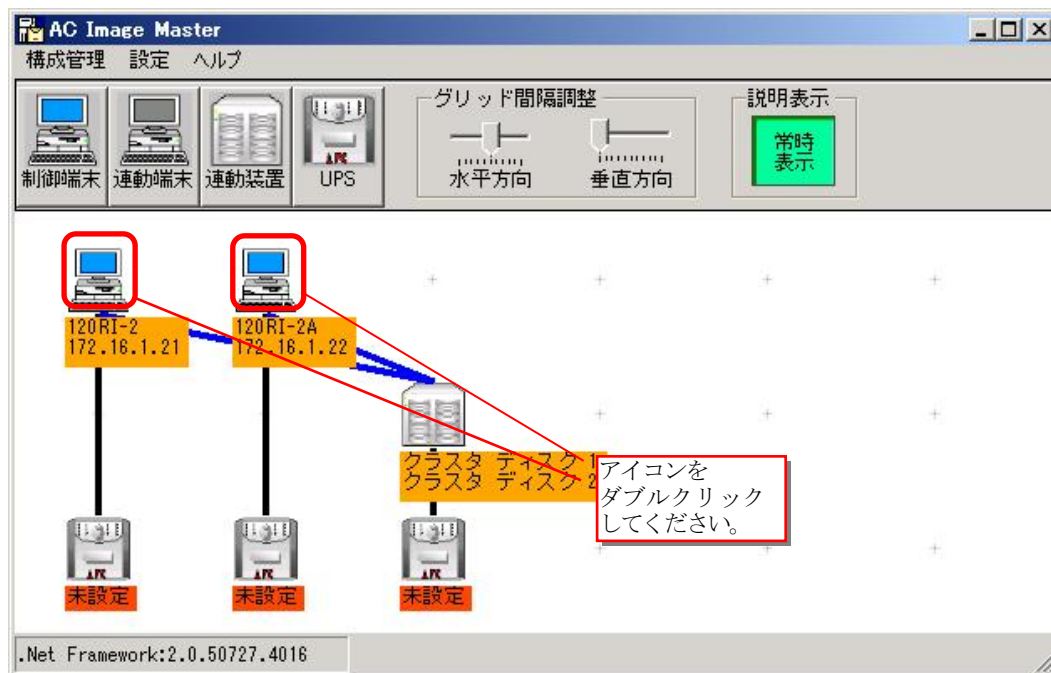 AC Image Master
構成管理 設定 ヘルプ
制御端末
連動端末
連動装置
UPS
グリッド間隔調整
水平方向
垂直方向
説明表示
常時
表示
120RI-2
172.16.1.21
120RI-2A
172.16.1.22
クラスタ ディスク 1
クラスタ ディスク 2
アイコンを
ダブルクリック
してください。
未設定
未設定
未設定
.Net Framework:2.0.50727.4016